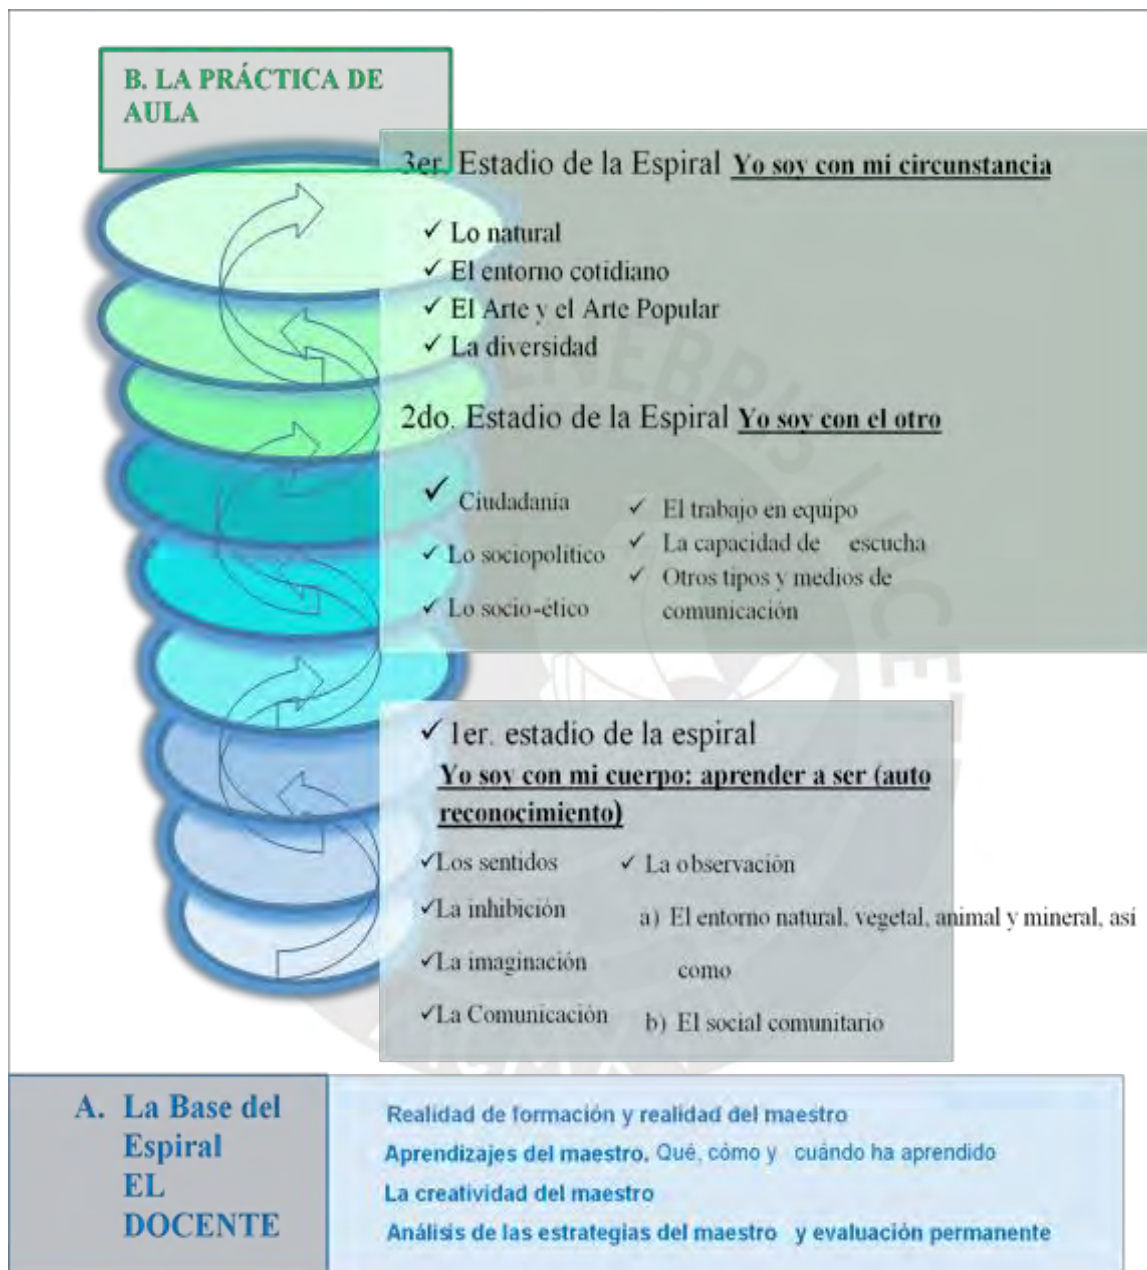 B. LA PRÁCTICA DE
AULA
3er. Estadio de la Espiral Yo soy con mi circunstancia
✓ Lo natural
✓ El entorno cotidiano
✓ El Arte y el Arte Popular
✓ La diversidad
2do. Estadio de la Espiral Yo soy con el otro
✓ Ciudadanía
✓ Lo sociopolítico
✓ Lo socio-ético
✓ El trabajo en equipo
✓ La capacidad de escucha
✓ Otros tipos y medios de
comunicación
✓ 1er. estadio de la espiral
Yo soy con mi cuerpo: aprender a ser (auto
reconocimiento)
✓Los sentidos
✓La inhibición
✓La imaginación
✓La Comunicación
✓ La observación
a) El entorno natural, vegetal, animal y mineral, así
como
b) El social comunitario
A. La Base del
Espiral
EL
DOCENTE
Realidad de formación y realidad del maestro
Aprendizajes del maestro. Qué, cómo y cuándo ha aprendido
La creatividad del maestro
Análisis de las estrategias del maestro y evaluación permanente